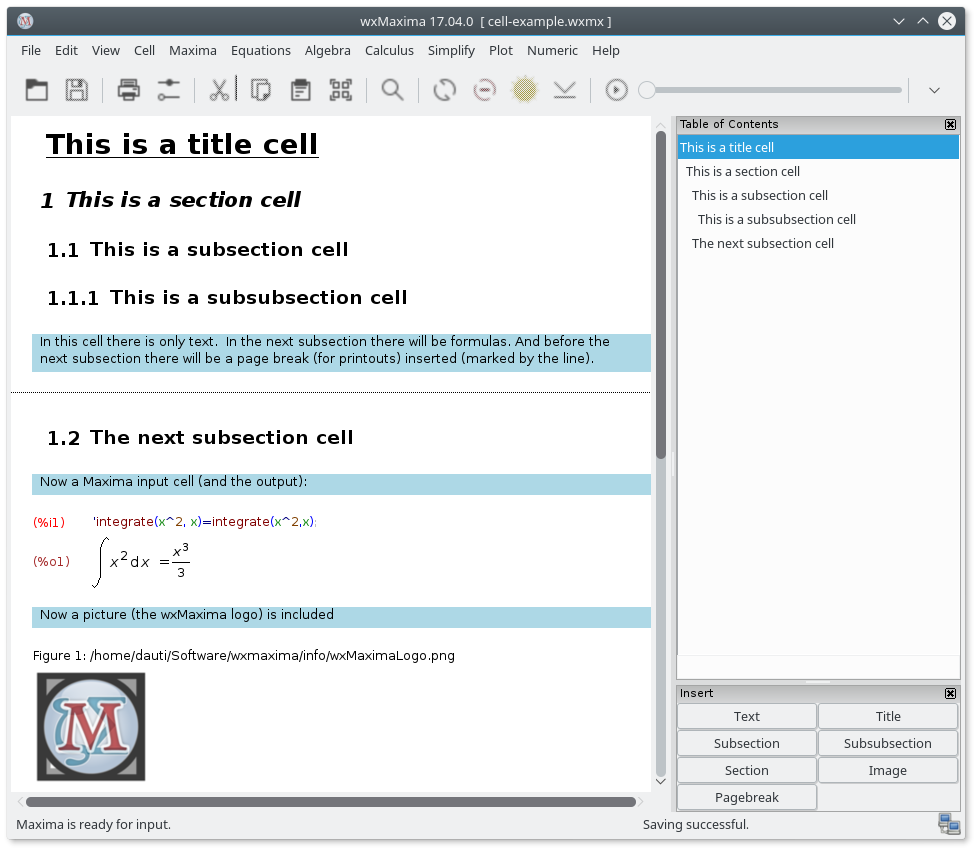 wxMaxima 17.04.0 [ cell-example.wxmx ]
File Edit View Cell Maxima Equations Algebra Calculus Simplify Plot Numeric Help
This is a title cell
1 This is a section cell
1.1 This is a subsection cell
1.1.1 This is a subsubsection cell
In this cell there is only text.  In the next subsection there will be formulas. And before the
next subsection there will be a page break (for printouts) inserted (marked by the line).
1.2 The next subsection cell
Now a Maxima input cell (and the output):
(%i1) 'integrate(x^2, x)=integrate(x^2,x);
(%o1) ∫ x² dx = x³/3
Now a picture (the wxMaxima logo) is included
Figure 1: /home/dauti/Software/wxmaxima/info/wxMaximaLogo.png
M
Table of Contents
This is a title cell
This is a section cell
This is a subsection cell
This is a subsubsection cell
The next subsection cell
Insert
Text Title
Subsection Subsubsection
Section Image
Pagebreak
Maxima is ready for input. Saving successful.